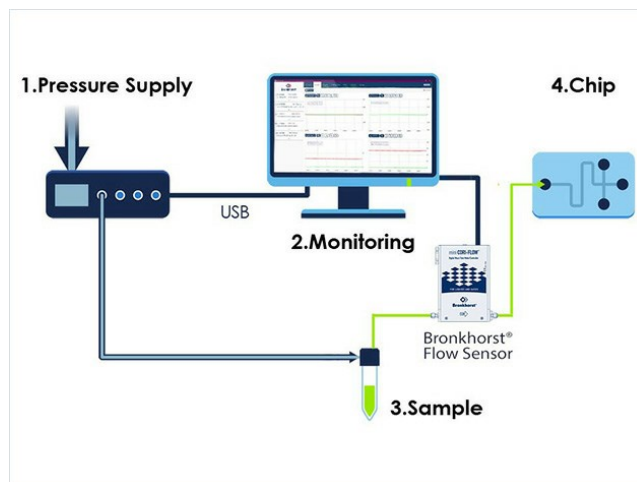 1.Pressure Supply
4.Chip
USB
2.Monitoring
CORI-FLOW
Bronkhorst
Bronkhorst®
Flow Sensor
3.Sample